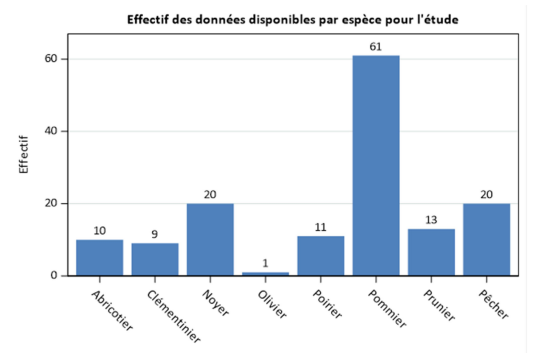 Effectif des données disponibles par espèce pour l'étude
61
60
40
Effectif
20
20
20
13
11
10
9
1
0
Abricotier
Clémentinier
Noyer
Olivier
Poirier
Pommier
Prunier
Pêcher